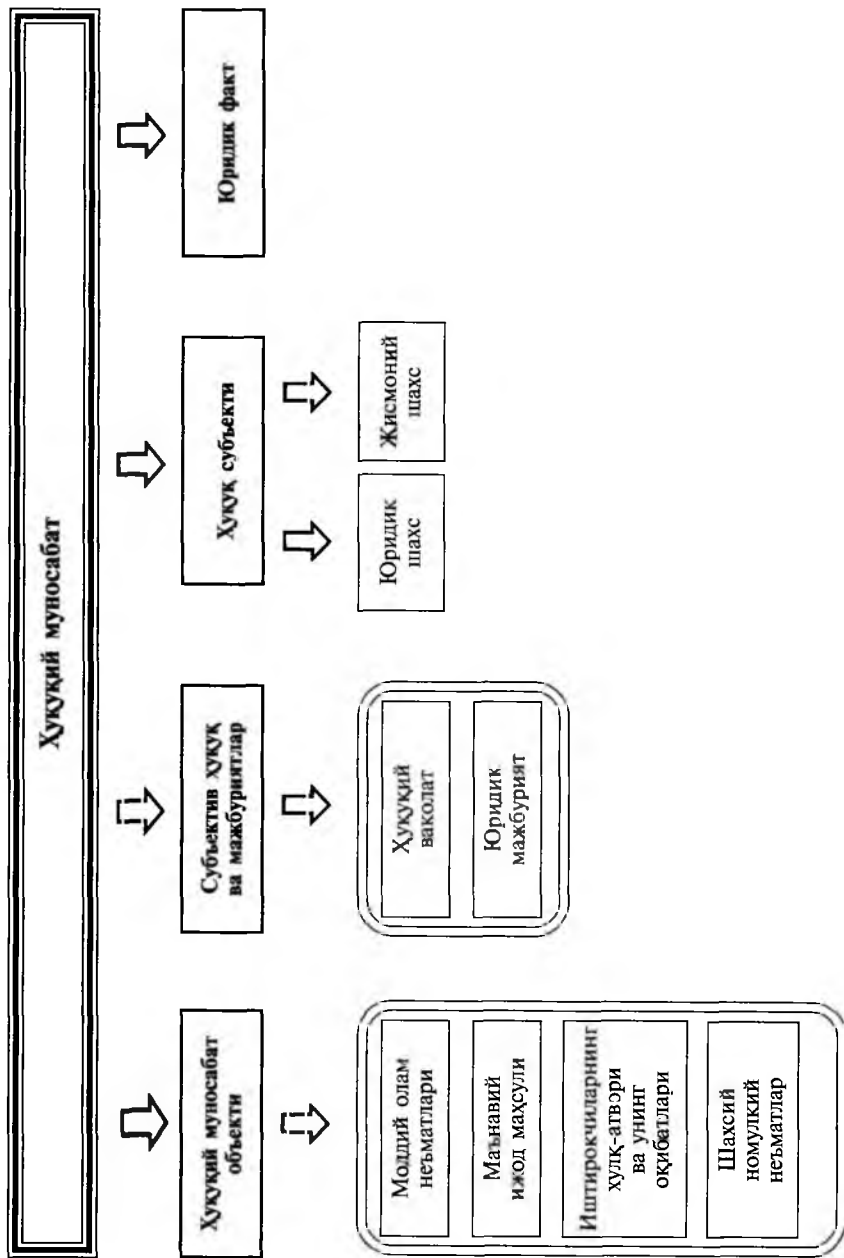 Ҳуқуқий муносабат
Ҳуқуқий муносабат
объекти
Моддий олам
неъматлари
Маънавий
ижод маҳсули
Иштирокчиларнинг
хулқ-атвори
ва унинг
оқибатлари
Шахсий
номулкий
неъматлар
Субъектив ҳуқуқ
ва мажбуриятлар
Ҳуқуқий
ваколат
Юридик
мажбурият
Ҳуқуқ субъекти
Юридик
шахс
Жисмоний
шахс
Юридик факт